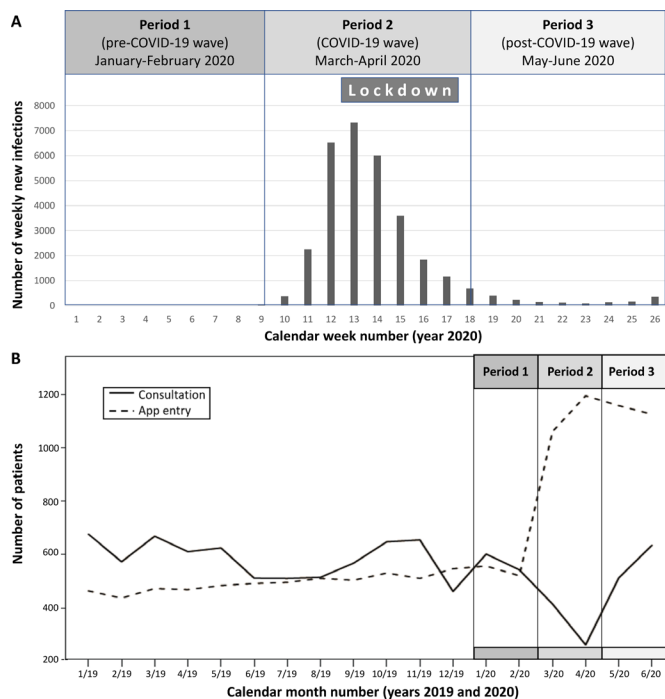 A
Period 1
(pre-COVID-19 wave)
January-February 2020
Period 2
(COVID-19 wave)
March-April 2020
Period 3
(post-COVID-19 wave)
May-June 2020
Lockdown
Number of weekly new infections
8000
7000
6000
5000
4000
3000
2000
1000
0
1 2 3 4 5 6 7 8 9 10 11 12 13 14 15 16 17 18 19 20 21 22 23 24 25 26
Calendar week number (year 2020)
B
Period 1 Period 2 Period 3
Consultation
App entry
Number of patients
1200
1000
800
600
400
200
1/19 2/19 3/19 4/19 5/19 6/19 7/19 8/19 9/19 10/19 11/19 12/19 1/20 2/20 3/20 4/20 5/20 6/20
Calendar month number (years 2019 and 2020)